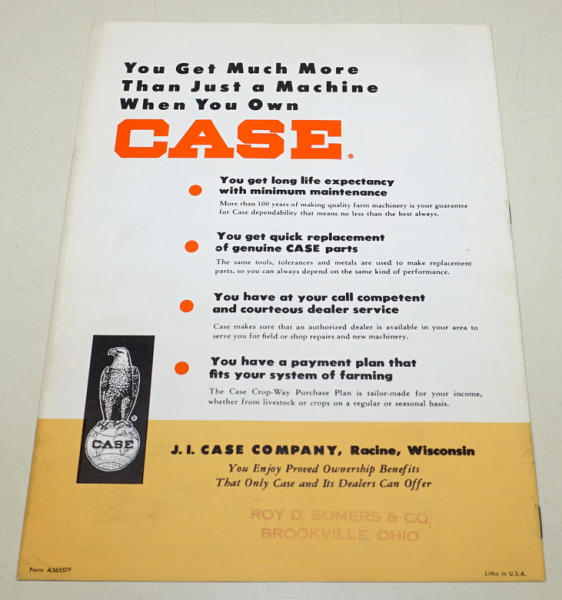 You Get Much More
Than Just a Machine
When You Own
CASE®
You get long life expectancy
with minimum maintenance
More than 100 years of making quality farm machinery is your guarantee
for Case dependability that means no less than the best always.
You get quick replacement
of genuine CASE parts
The same tools, tolerances and metals are used to make replacement
parts, so you can always depend on the same kind of performance.
You have at your call competent
and courteous dealer service
Case makes sure that an authorized dealer is available in your area to
serve you for field or shop repairs and new machinery.
You have a payment plan that
fits your system of farming
The Case Crop-Way Purchase Plan is tailor-made for your income,
whether from livestock or crops on a regular or seasonal basis.
CASE
®
J. I. CASE COMPANY, Racine, Wisconsin
You Enjoy Proved Ownership Benefits
That Only Case and Its Dealers Can Offer
ROY D. SOMERS & CO,
BROOKVILLE, OHIO
Form A36557F
Litho in U.S.A.